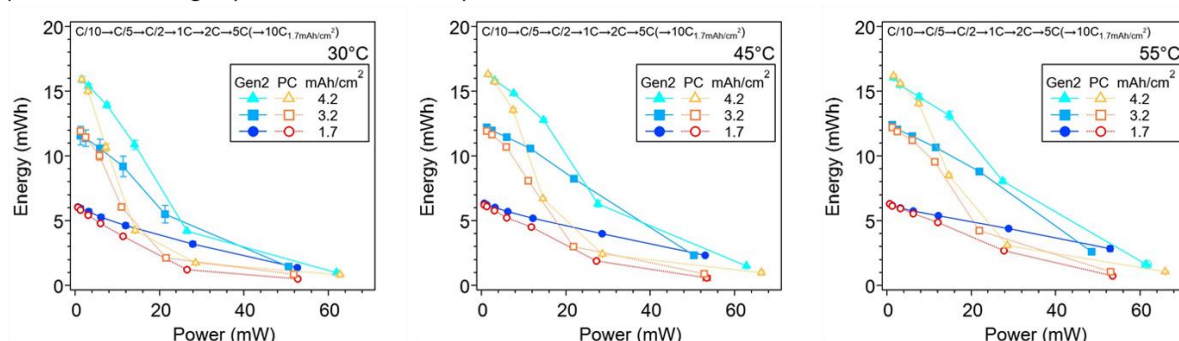 C/10→C/5→C/2→1C→2C→5C(→10C1.7mAh/cm2)
30°C
Gen2 PC mAh/cm2
4.2
3.2
1.7
20
15
10
5
0
Energy (mWh)
0 20 40 60
Power (mW)
C/10→C/5→C/2→1C→2C→5C(→10C1.7mAh/cm2)
45°C
Gen2 PC mAh/cm2
4.2
3.2
1.7
20
15
10
5
0
Energy (mWh)
0 20 40 60
Power (mW)
C/10→C/5→C/2→1C→2C→5C(→10C1.7mAh/cm2)
55°C
Gen2 PC mAh/cm2
4.2
3.2
1.7
20
15
10
5
0
Energy (mWh)
0 20 40 60
Power (mW)